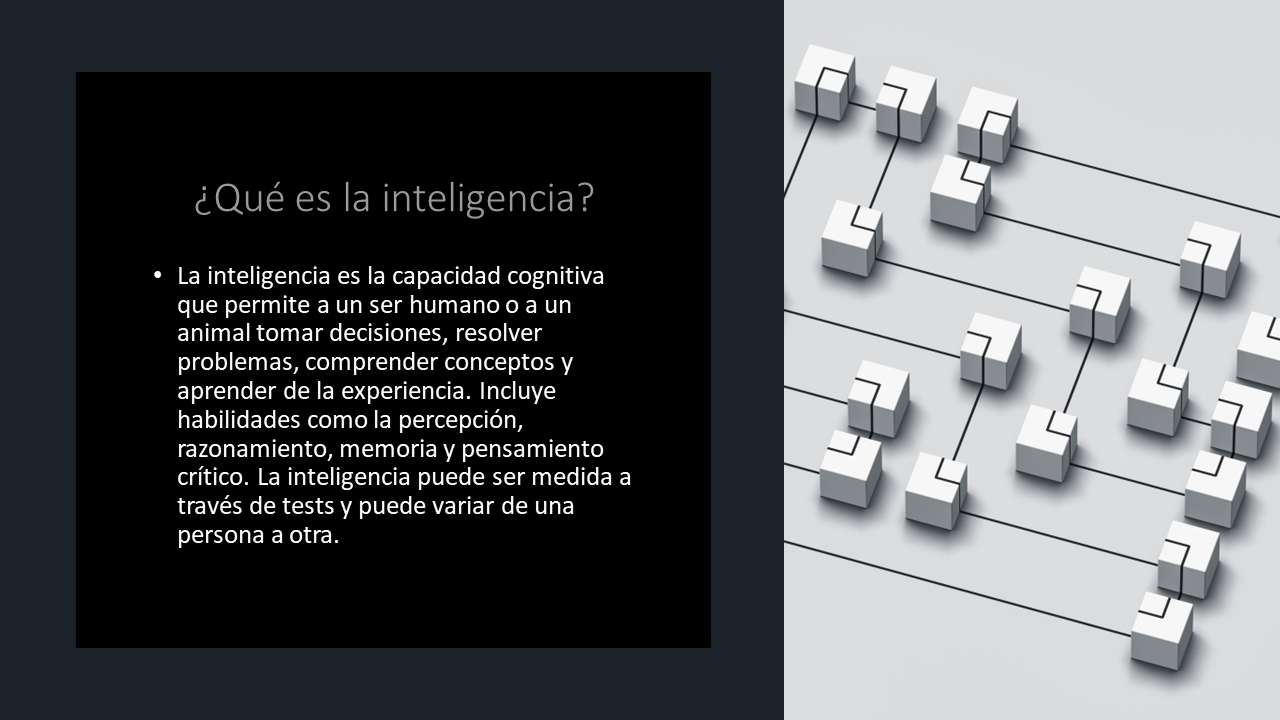 ¿Qué es la inteligencia?
• La inteligencia es la capacidad cognitiva
que permite a un ser humano o a un
animal tomar decisiones, resolver
problemas, comprender conceptos y
aprender de la experiencia. Incluye
habilidades como la percepción,
razonamiento, memoria y pensamiento
crítico. La inteligencia puede ser medida a
través de tests y puede variar de una
persona a otra.